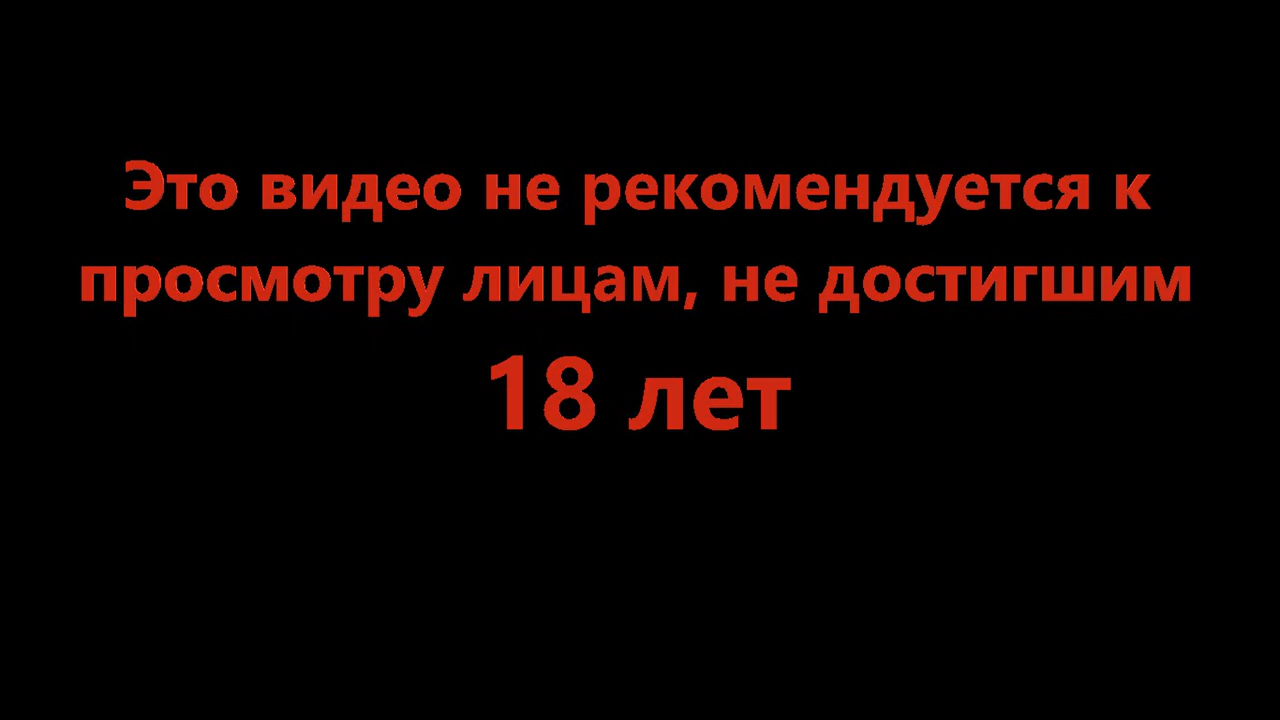 Это видео не рекомендуется к
просмотру лицам, не достигшим
18 лет